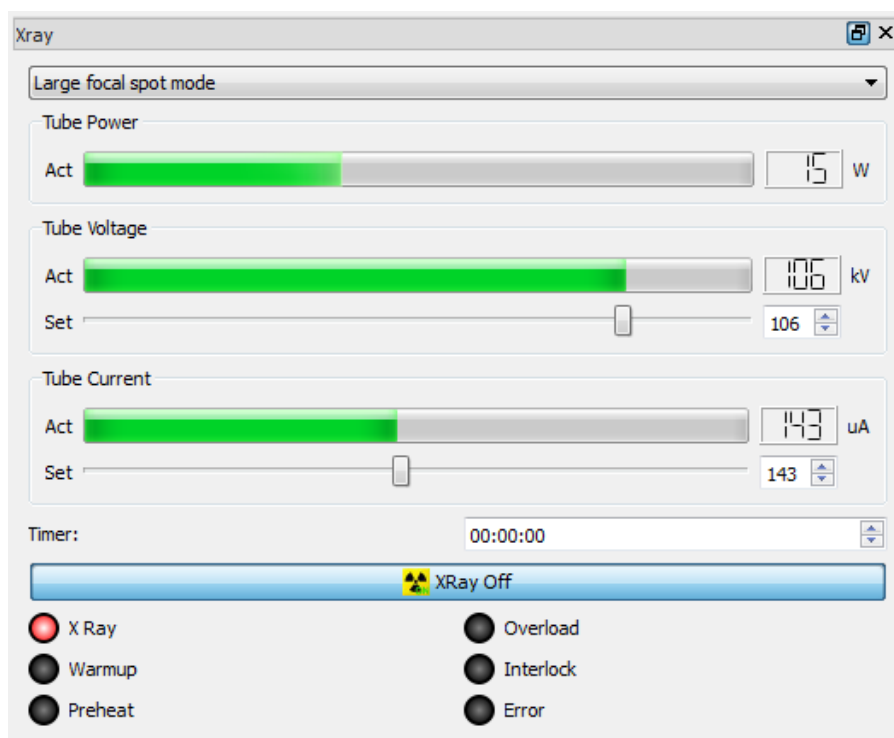 Xray
Large focal spot mode
Tube Power
Act 15 W
Tube Voltage
Act 106 kV
Set 106
Tube Current
Act 143 uA
Set 143
Timer: 00:00:00
XRay Off
X Ray Overload
Warmup Interlock
Preheat Error